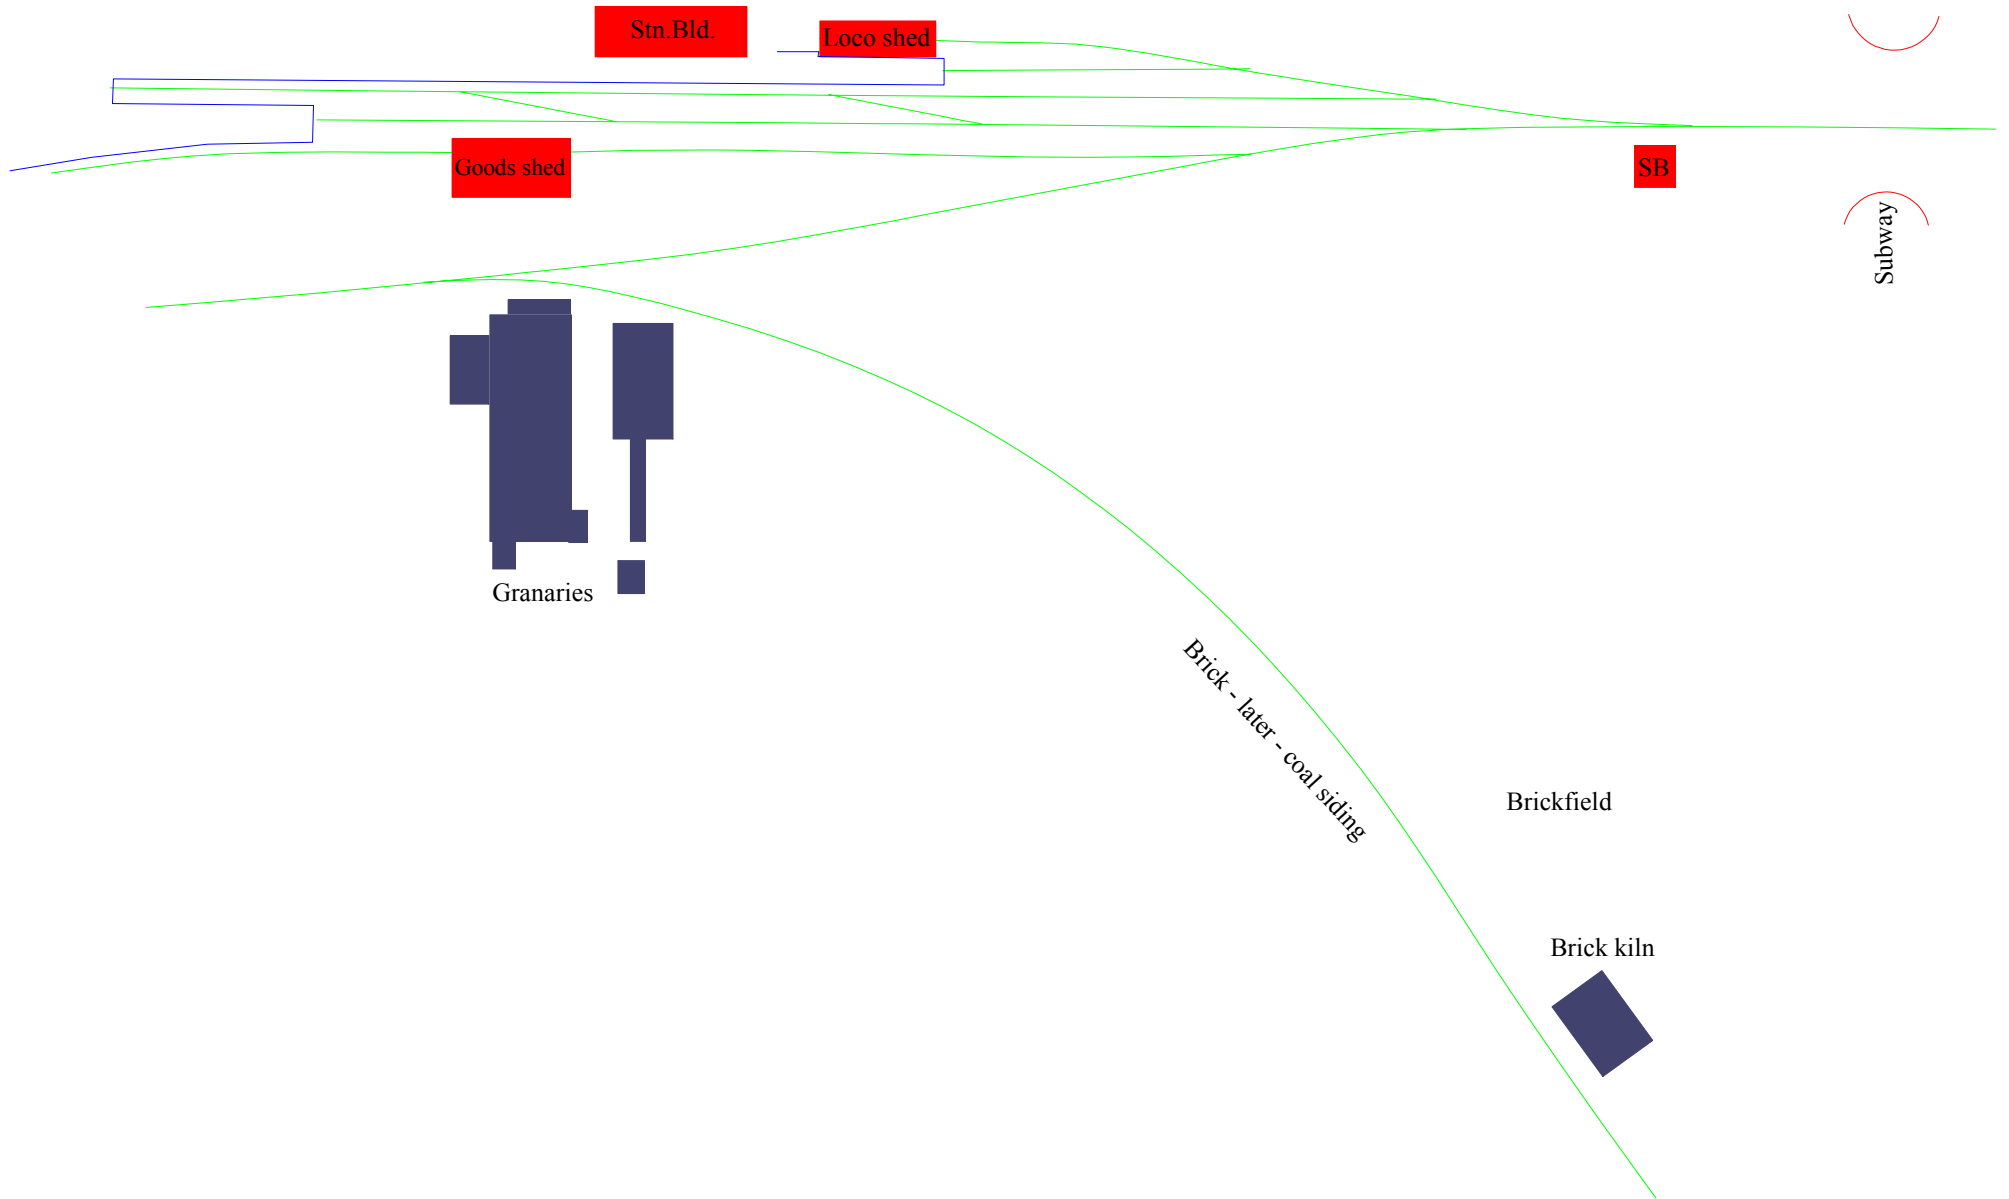 Stn.Bld.
Loco shed
Goods shed
SB
Subway
Granaries
Brick - later - coal siding
Brickfield
Brick kiln